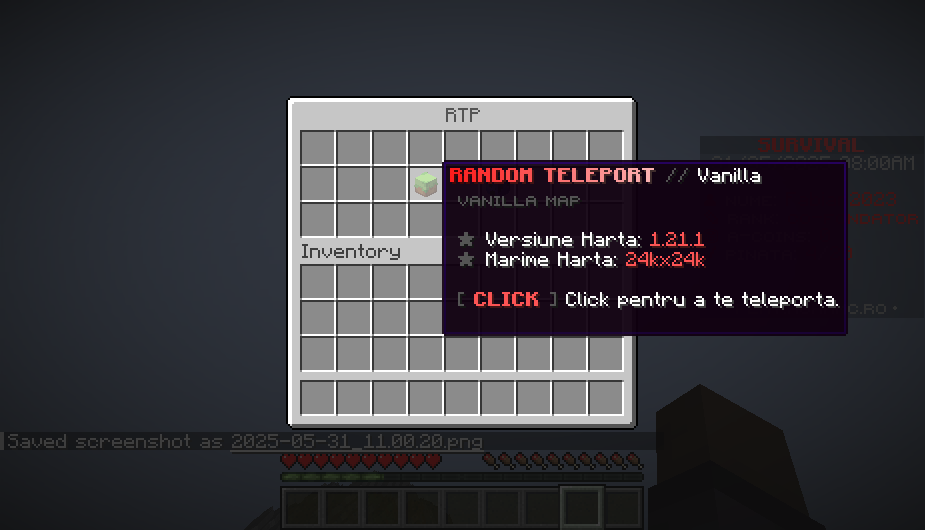 RTP
SURVIVAL
RANDOM TELEPORT // Vanilla
VANILLA MAP
★ Versiune Harta: 1.21.1
★ Marime Harta: 24kx24k
[ CLICK ] Click pentru a te teleporta.
Inventory
Saved screenshot as 2025-05-31_11.00.20.png